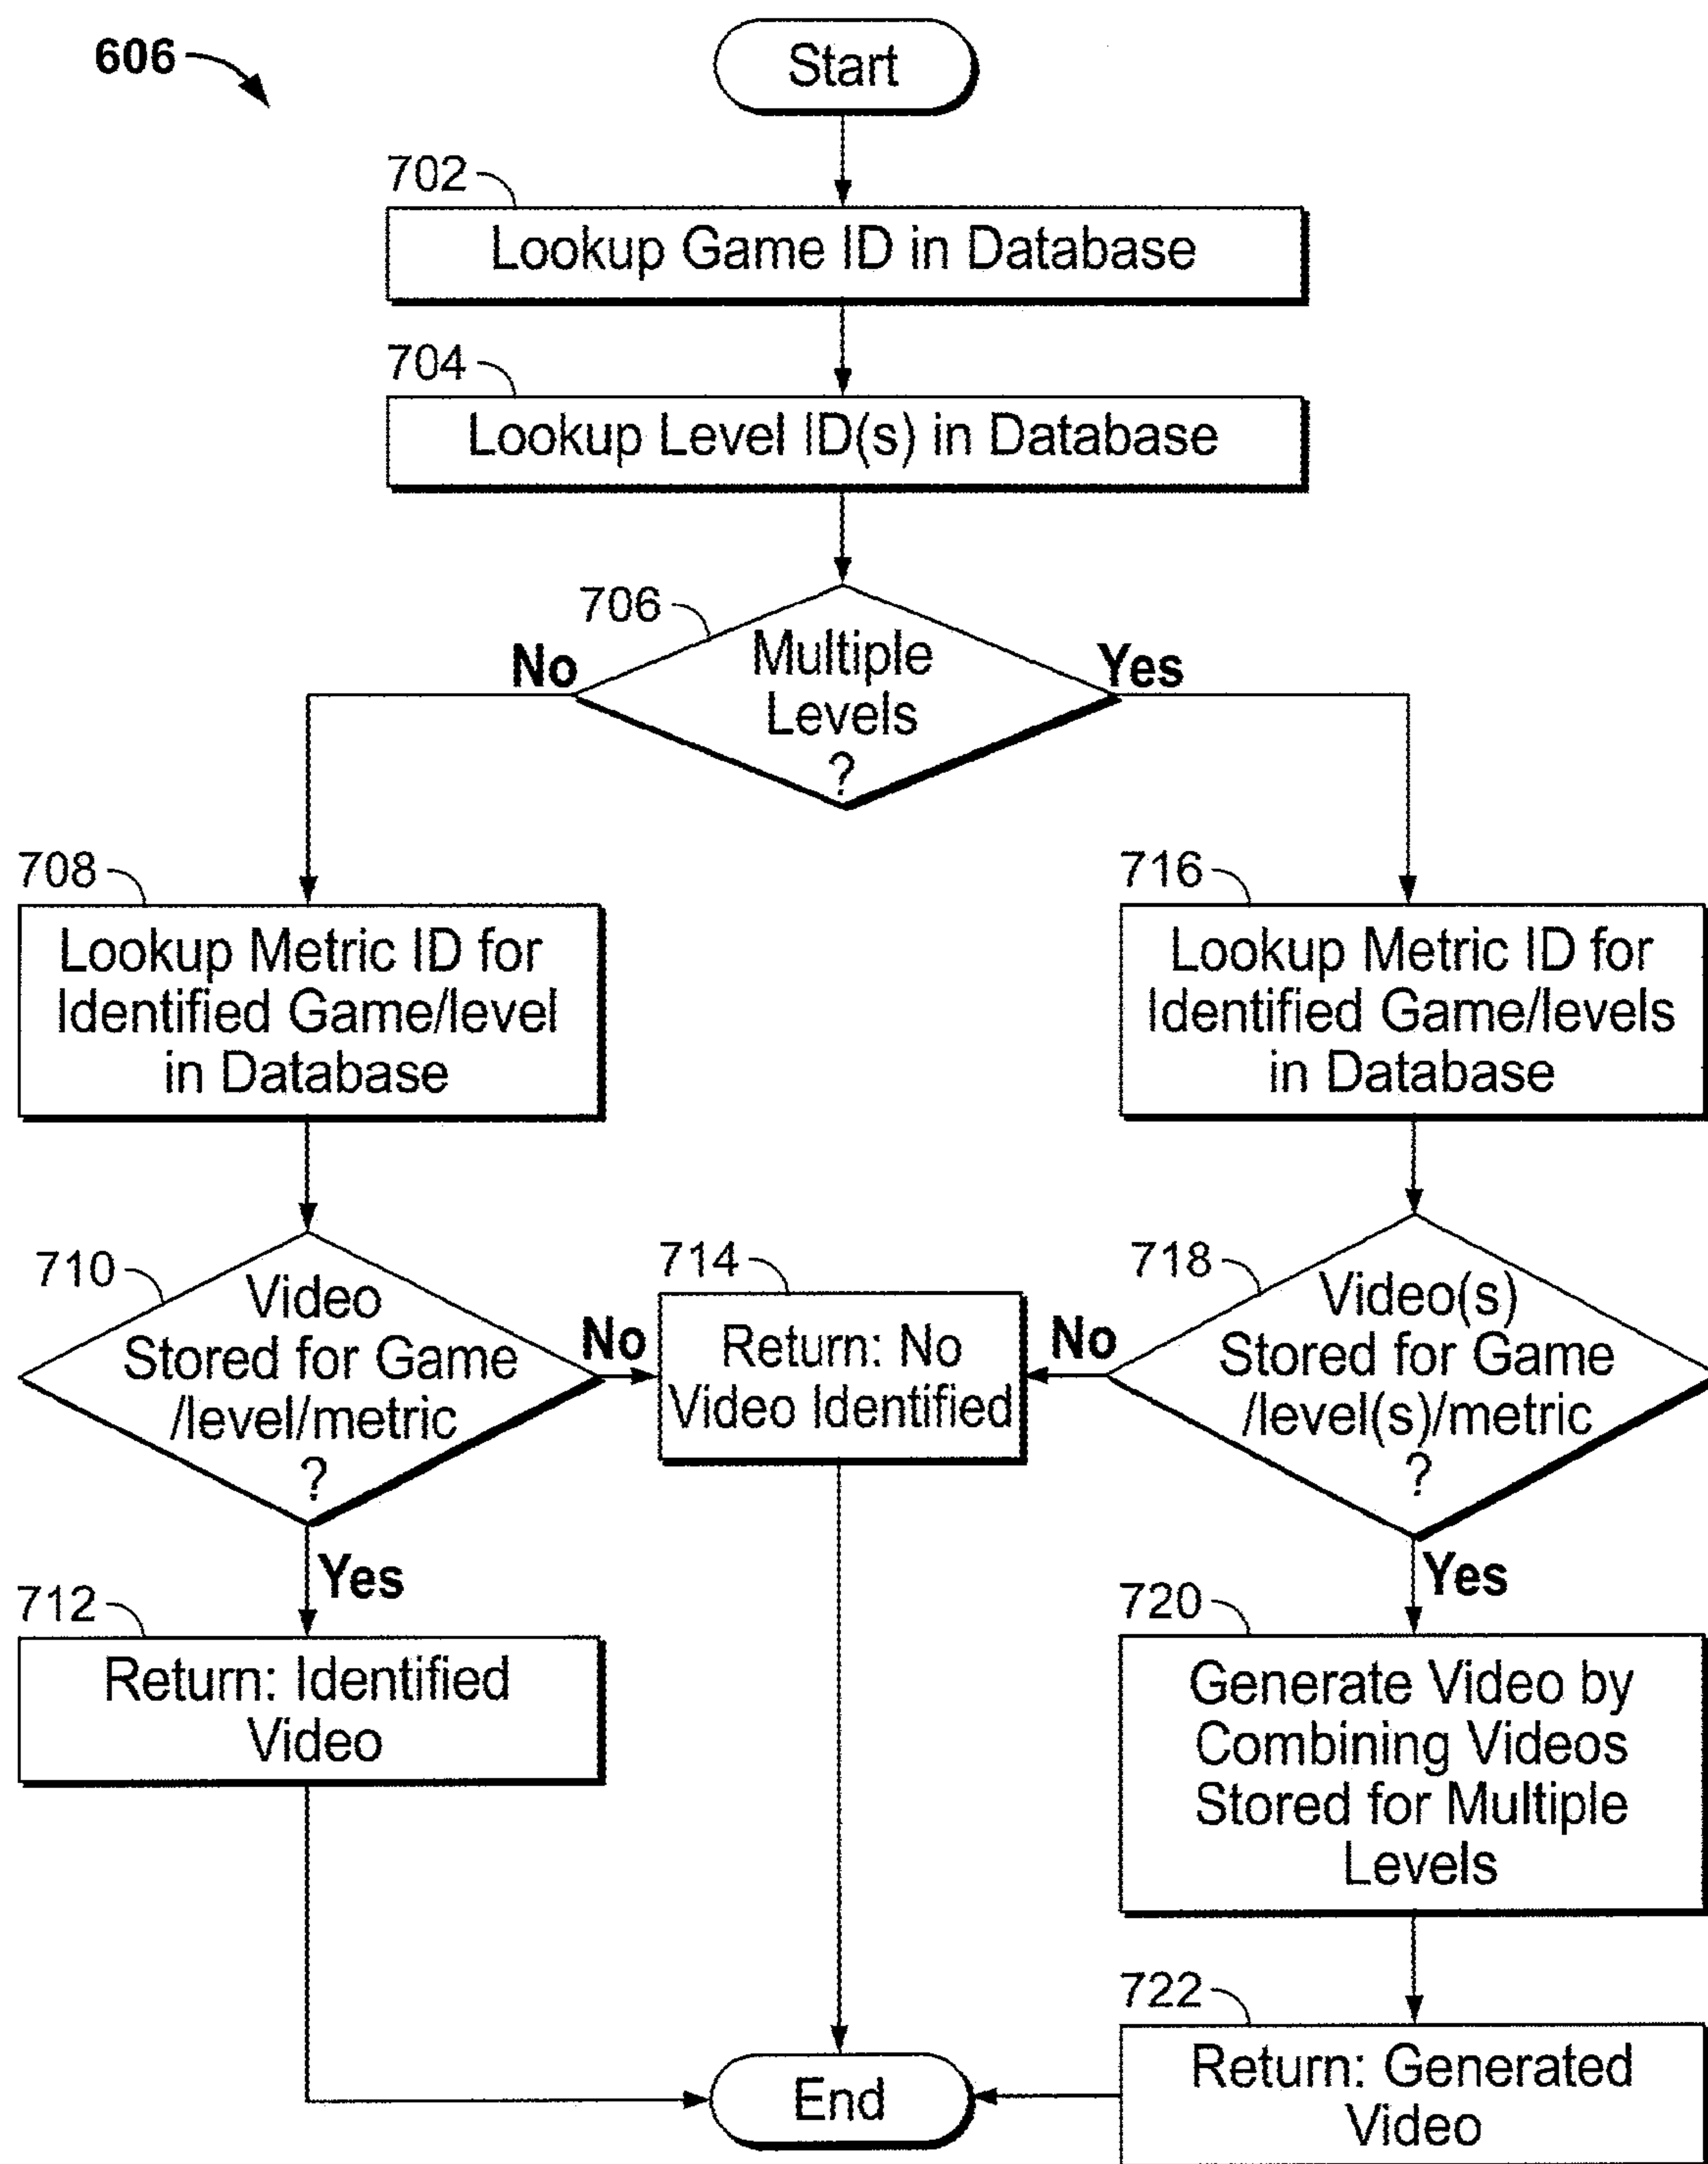 606
Start
702
Lookup Game ID in Database
704
Lookup Level ID(s) in Database
706
Multiple
Levels
?
No
Yes
708
Lookup Metric ID for
Identified Game/level
in Database
716
Lookup Metric ID for
Identified Game/levels
in Database
710
Video
Stored for Game
/level/metric
?
No
Yes
714
Return: No
Video Identified
718
Video(s)
Stored for Game
/level(s)/metric
?
No
Yes
712
Return: Identified
Video
720
Generate Video by
Combining Videos
Stored for Multiple
Levels
722
Return: Generated
Video
End